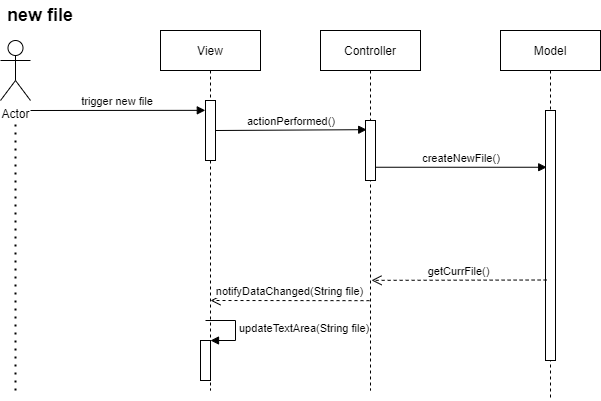 new file
View
Controller
Model
Actor
trigger new file
actionPerformed()
createNewFile()
getCurrFile()
notifyDataChanged(String file)
updateTextArea(String file)